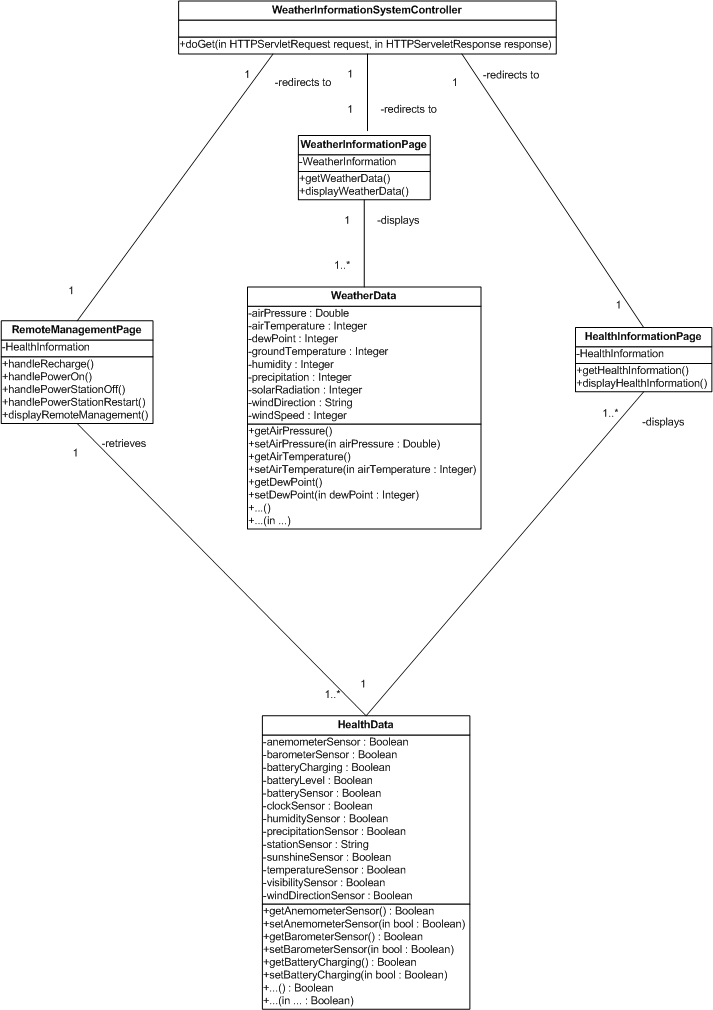 WeatherInformationSystemController
+doGet(in HTTPServletRequest request, in HTTPServeletResponse response)
1
-redirects to
1
1
-redirects to
1
-redirects to
WeatherInformationPage
-WeatherInformation
+getWeatherData()
+displayWeatherData()
1
-displays
1..*
1
1
WeatherData
-airPressure : Double
-airTemperature : Integer
-dewPoint : Integer
-groundTemperature : Integer
-humidity : Integer
-precipitation : Integer
-solarRadiation : Integer
-windDirection : String
-windSpeed : Integer
+getAirPressure()
+setAirPressure(in airPressure : Double)
+getAirTemperature()
+setAirTemperature(in airTemperature : Integer)
+getDewPoint()
+setDewPoint(in dewPoint : Integer)
+...()
+...(in ...)
RemoteManagementPage
-HealthInformation
+handleRecharge()
+handlePowerOn()
+handlePowerStationOff()
+handlePowerStationRestart()
+displayRemoteManagement()
HealthInformationPage
-HealthInformation
+getHealthInformation()
+displayHealthInformation()
1
-retrieves
1..*
-displays
1..*
1
HealthData
-anemometerSensor : Boolean
-barometerSensor : Boolean
-batteryCharging : Boolean
-batteryLevel : Boolean
-batterySensor : Boolean
-clockSensor : Boolean
-humiditySensor : Boolean
-precipitationSensor : Boolean
-stationSensor : String
-sunshineSensor : Boolean
-temperatureSensor : Boolean
-visibilitySensor : Boolean
-windDirectionSensor : Boolean
+getAnemometerSensor() : Boolean
+setAnemometerSensor(in bool : Boolean)
+getBarometerSensor() : Boolean
+setBarometerSensor(in bool : Boolean)
+getBatteryCharging() : Boolean
+setBatteryCharging(in bool : Boolean)
+...() : Boolean
+...(in ... : Boolean)